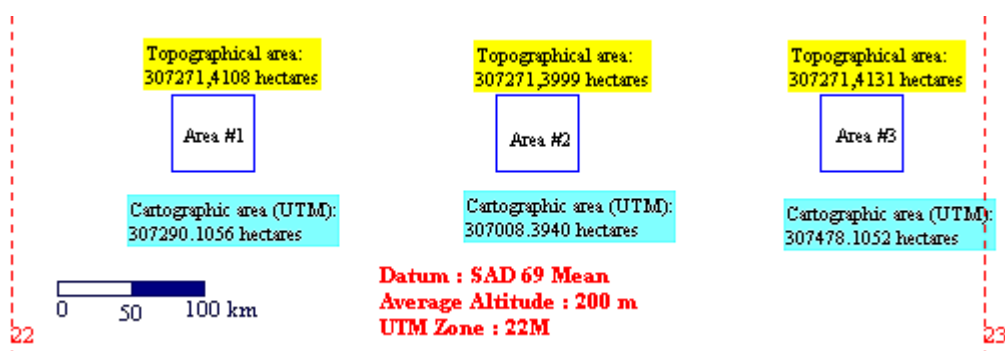 Topographical area:
307271,4108 hectares
Topographical area:
307271,3999 hectares
Topographical area:
307271,4131 hectares
Area #1
Area #2
Area #3
Cartographic area (UTM):
307290.1056 hectares
Cartographic area (UTM):
307008.3940 hectares
Cartographic area (UTM):
307478.1052 hectares
0 50 100 km
Datum : SAD 69 Mean
Average Altitude : 200 m
UTM Zone : 22M
22
23